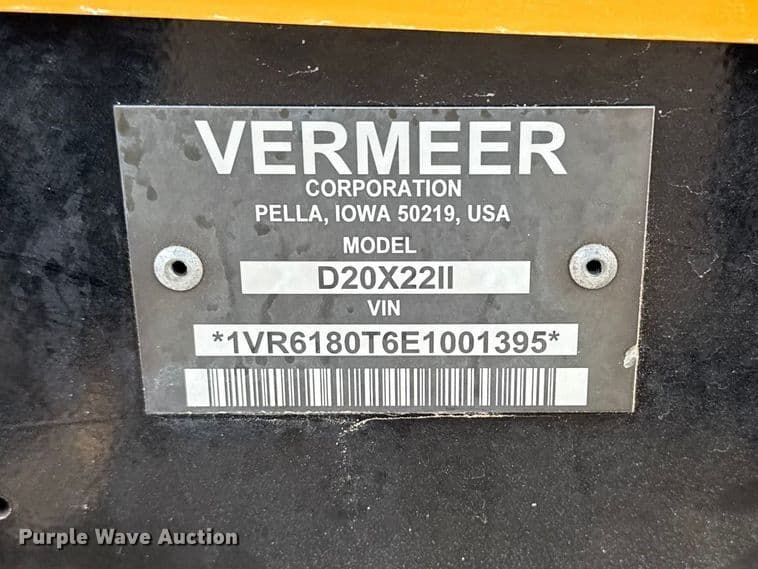 VERMEER
CORPORATION
PELLA, IOWA 50219, USA
MODEL
D20X22II
VIN
*1VR6180T6E1001395*
Purple Wave Auction